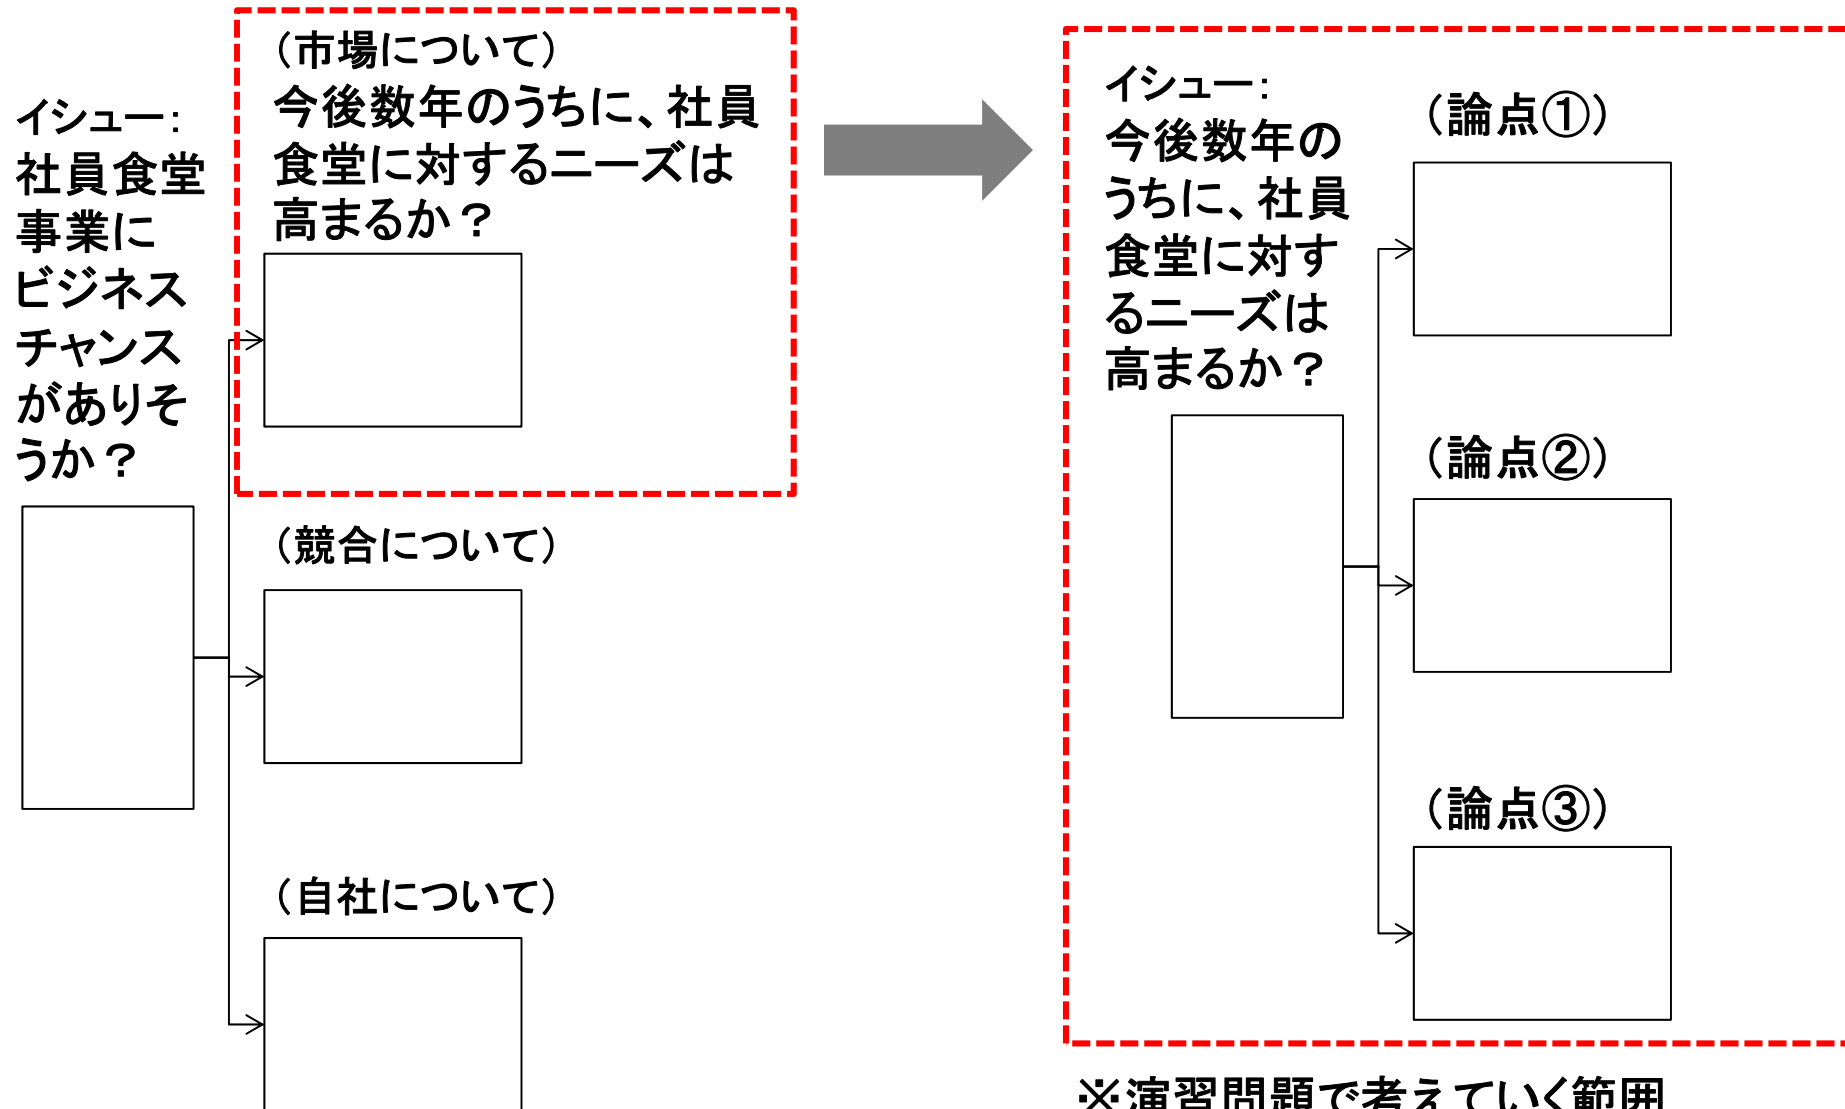 イシュー：
社員食堂
事業に
ビジネス
チャンス
がありそ
うか？
（市場について）
今後数年のうちに、社員
食堂に対するニーズは
高まるか？
（競合について）
（自社について）
イシュー：
今後数年の
うちに、社員
食堂に対す
るニーズは
高まるか？
（論点①）
（論点②）
（論点③）
※演習問題で考えていく範囲